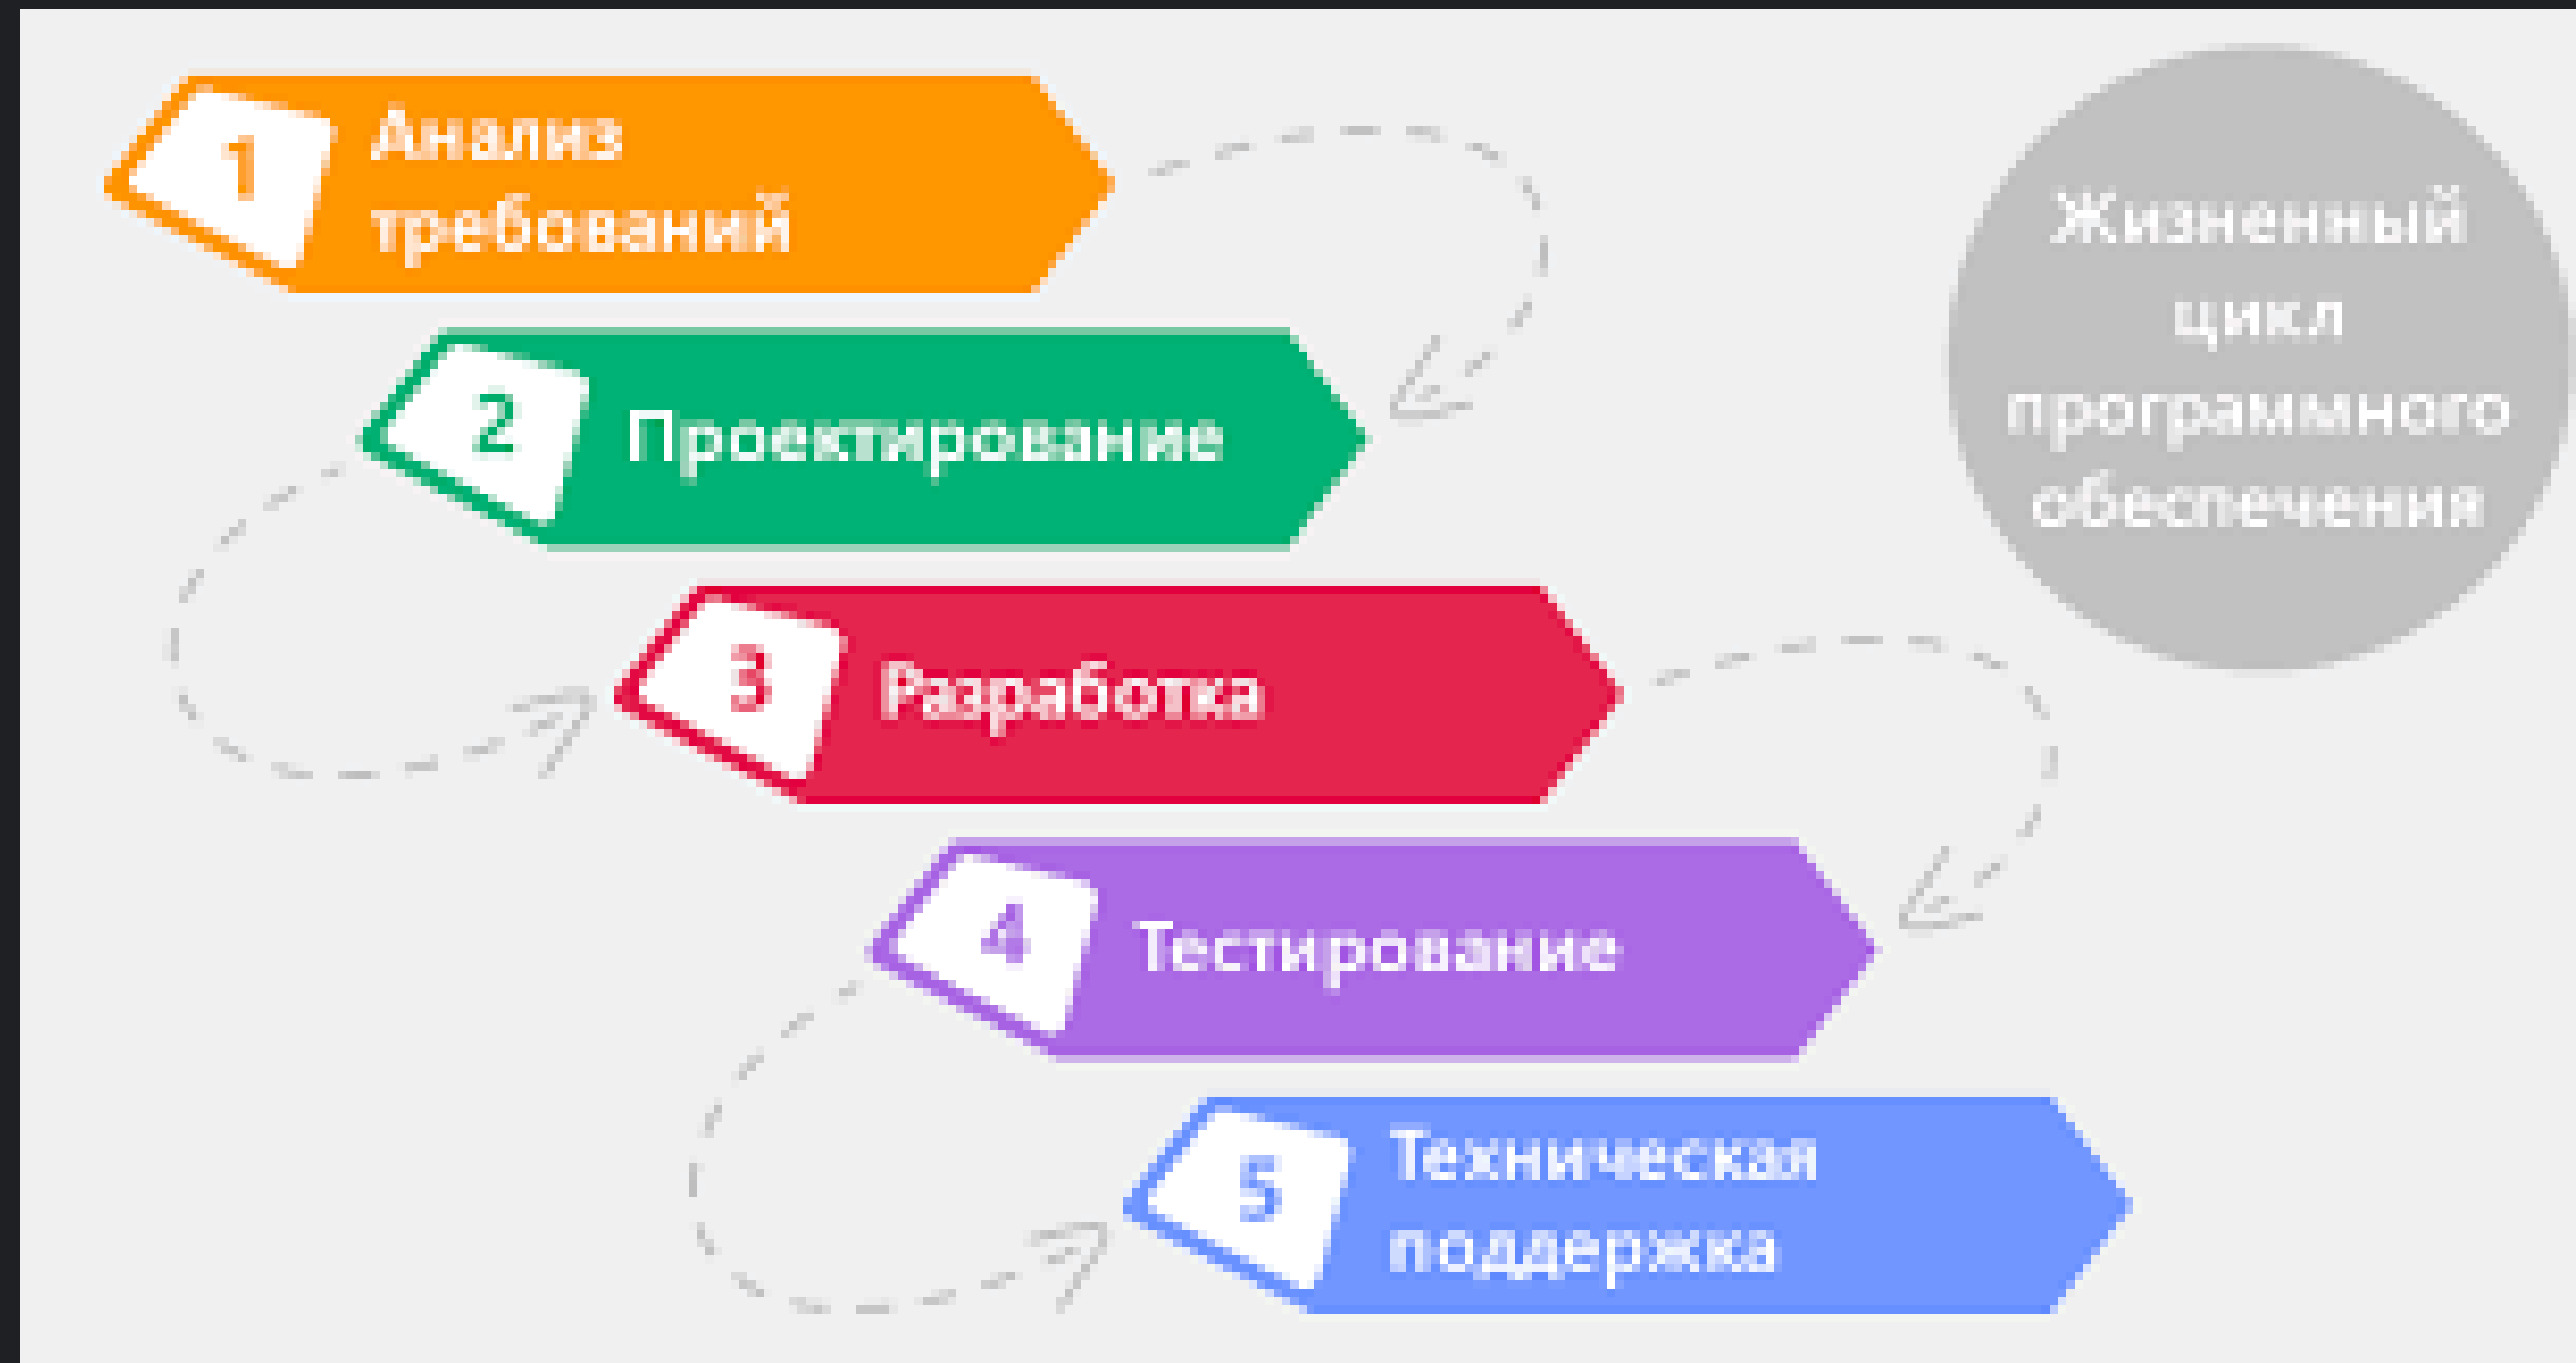 1
Анализ
требований
2
Проектирование
3
Разработка
4
Тестирование
5
Техническая
поддержка
Жизненный
цикл
программного
обеспечения